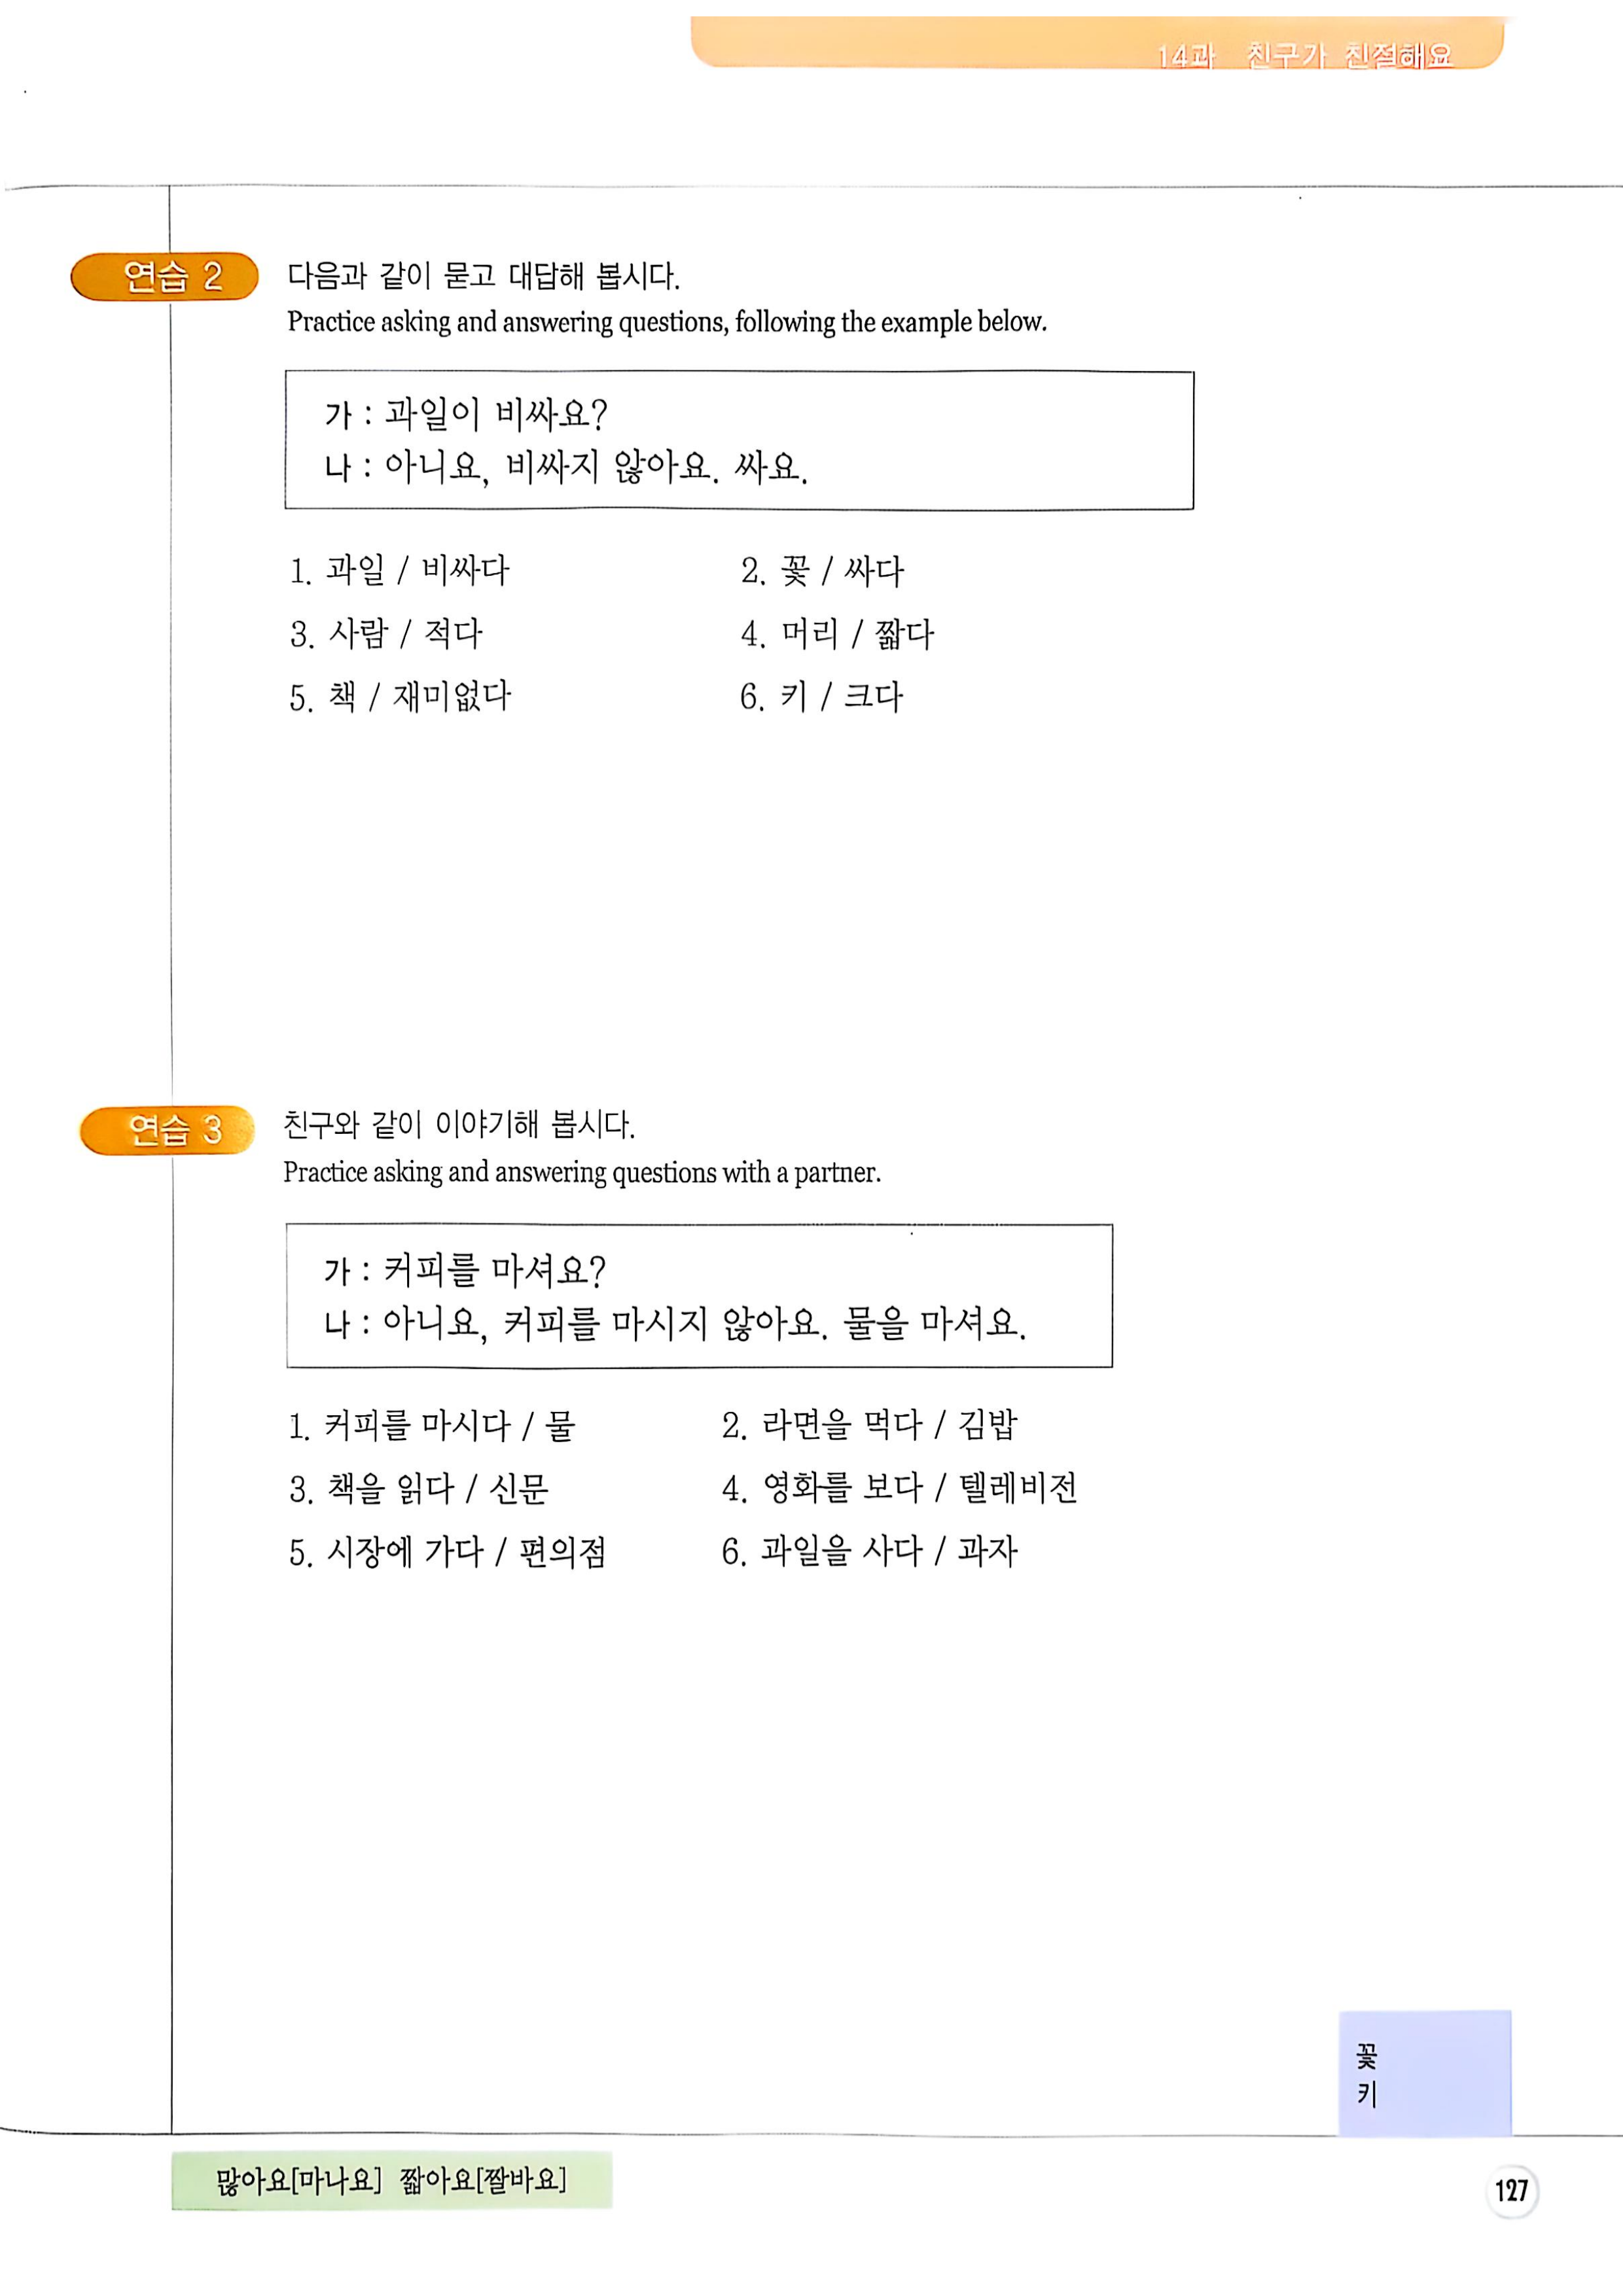 14과 친구가 친절해요
연습 2
다음과 같이 묻고 대답해 봅시다.
Practice asking and answering questions, following the example below.
가 : 과일이 비싸요?
나 : 아니요, 비싸지 않아요. 싸요.
1. 과일 / 비싸다
2. 꽃 / 싸다
3. 사람 / 적다
4. 머리 / 짧다
5. 책 / 재미없다
6. 키 / 크다
연습 3
친구와 같이 이야기해 봅시다.
Practice asking and answering questions with a partner.
가 : 커피를 마셔요?
나 : 아니요, 커피를 마시지 않아요. 물을 마셔요.
1. 커피를 마시다 / 물
2. 라면을 먹다 / 김밥
3. 책을 읽다 / 신문
4. 영화를 보다 / 텔레비전
5. 시장에 가다 / 편의점
6. 과일을 사다 / 과자
꽃
키
많아요[마나요] 짧아요[짤바요]
127